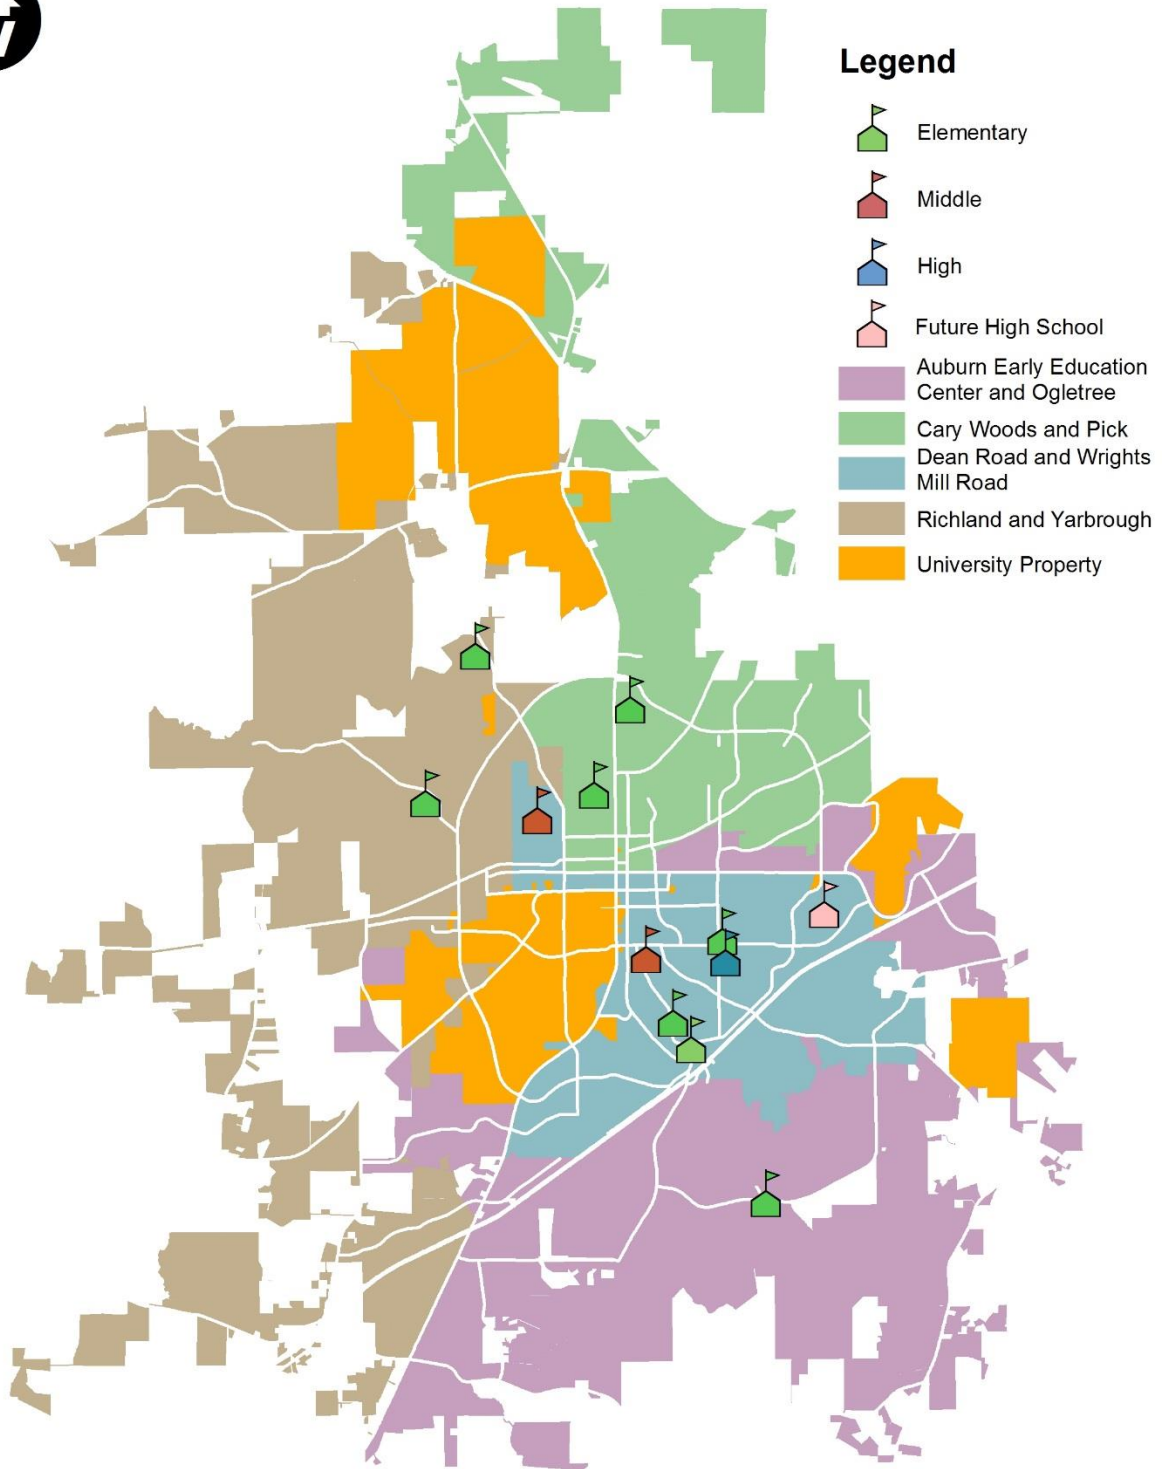 Legend
Elementary
Middle
High
Future High School
Auburn Early Education
Center and Ogletree
Cary Woods and Pick
Dean Road and Wrights
Mill Road
Richland and Yarbrough
University Property